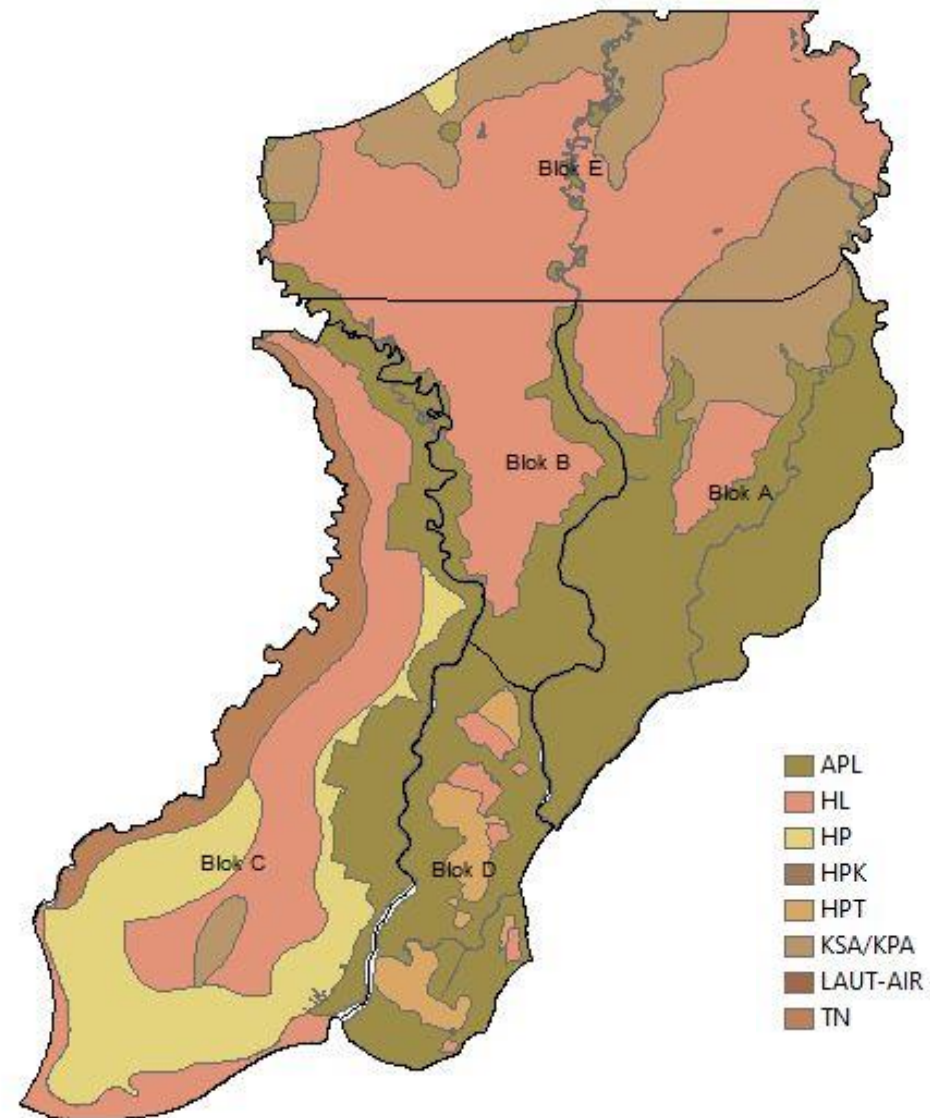 Blok E
Blok B
Blok A
Blok C
Blok D
APL
HL
HP
HPK
HPT
KSA/KPA
LAUT-AIR
TN